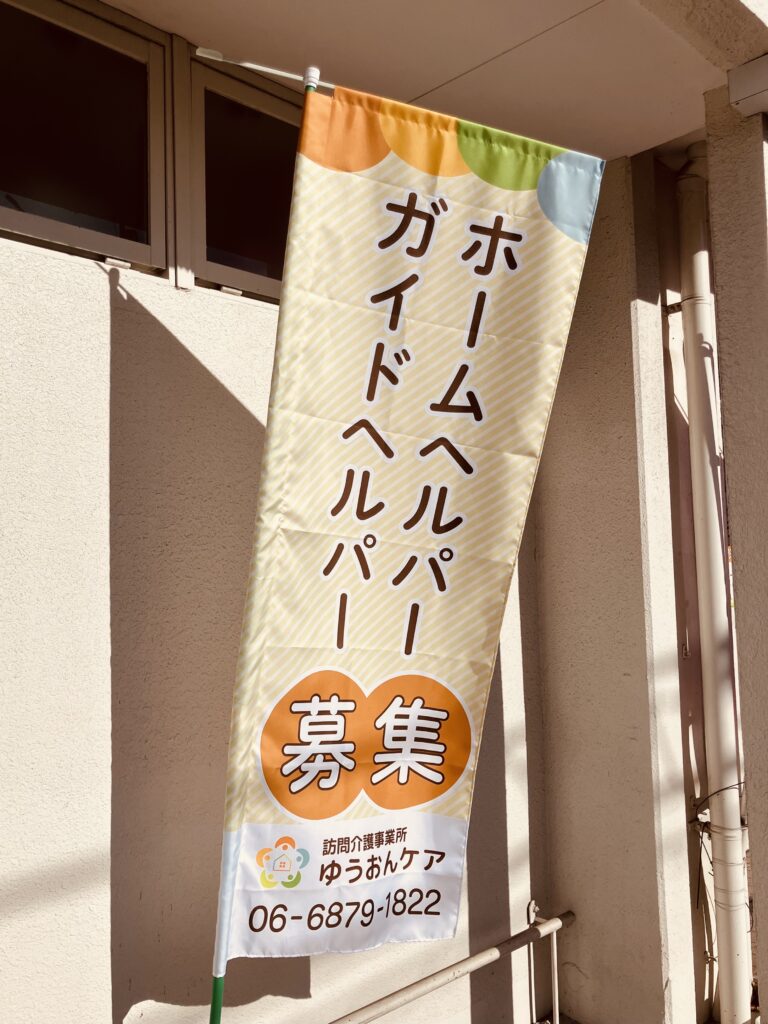 ホームヘルパー
ガイドヘルパー
募集
訪問介護事業所
ゆうおんケア
06-6879-1822